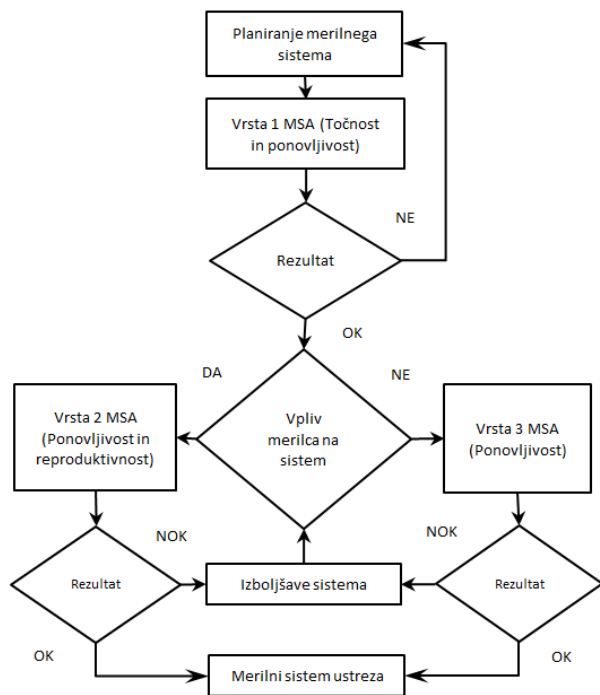 Planiranje merilnega
sistema
Vrsta 1 MSA (Točnost
in ponovljivost)
NE
Rezultat
OK
DA
NE
Vrsta 2 MSA
(Ponovljivost in
reproduktivnost)
Vpliv
merilca na
sistem
Vrsta 3 MSA
(Ponovljivost)
NOK
NOK
Rezultat
Izboljšave sistema
Rezultat
OK
OK
Merilni sistem ustreza